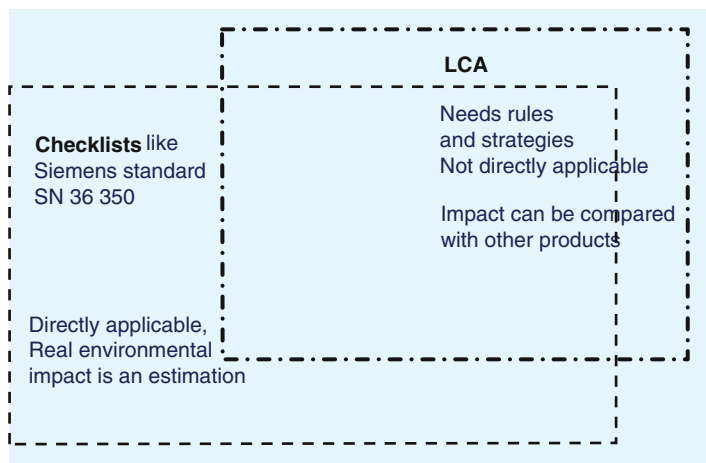 LCA
Needs rules
and strategies
Not directly applicable
Impact can be compared
with other products
Checklists like
Siemens standard
SN 36 350
Directly applicable,
Real environmental
impact is an estimation